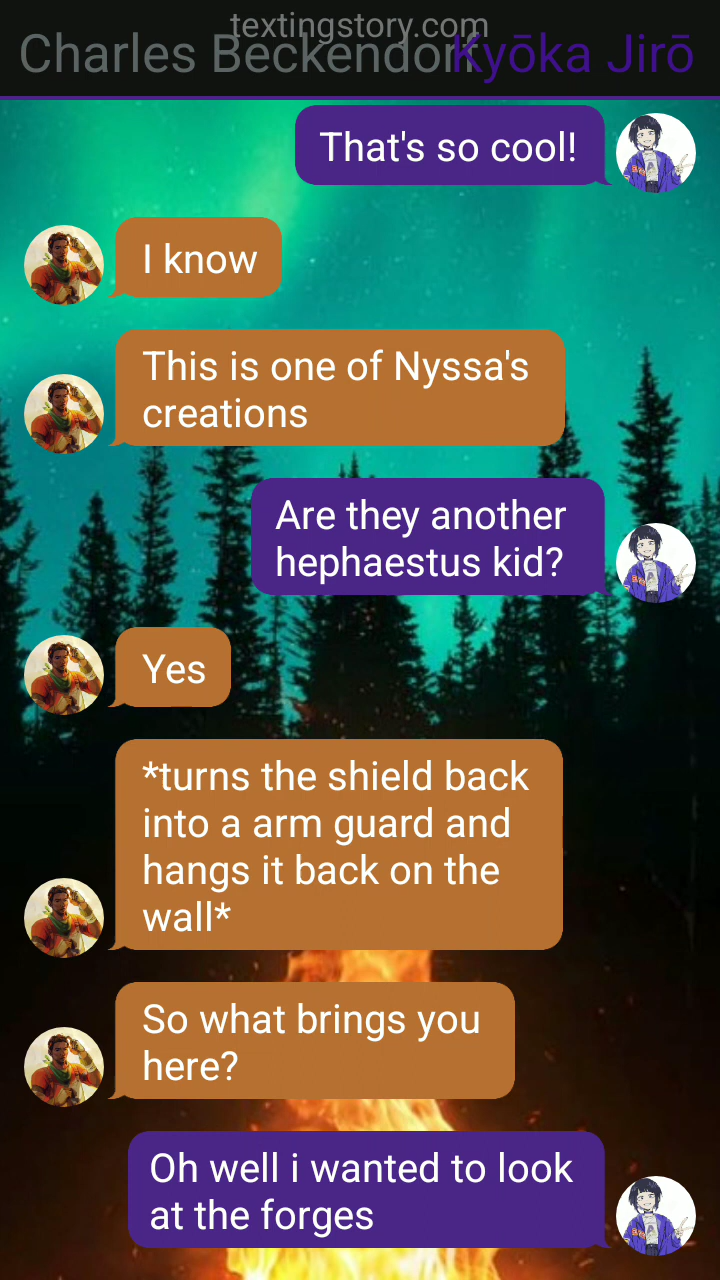 textingstory.com
Charles Beckendorf
Kyōka Jirō
That's so cool!
I know
This is one of Nyssa's
creations
Are they another
hephaestus kid?
Yes
*turns the shield back
into a arm guard and
hangs it back on the
wall*
So what brings you
here?
Oh well i wanted to look
at the forges